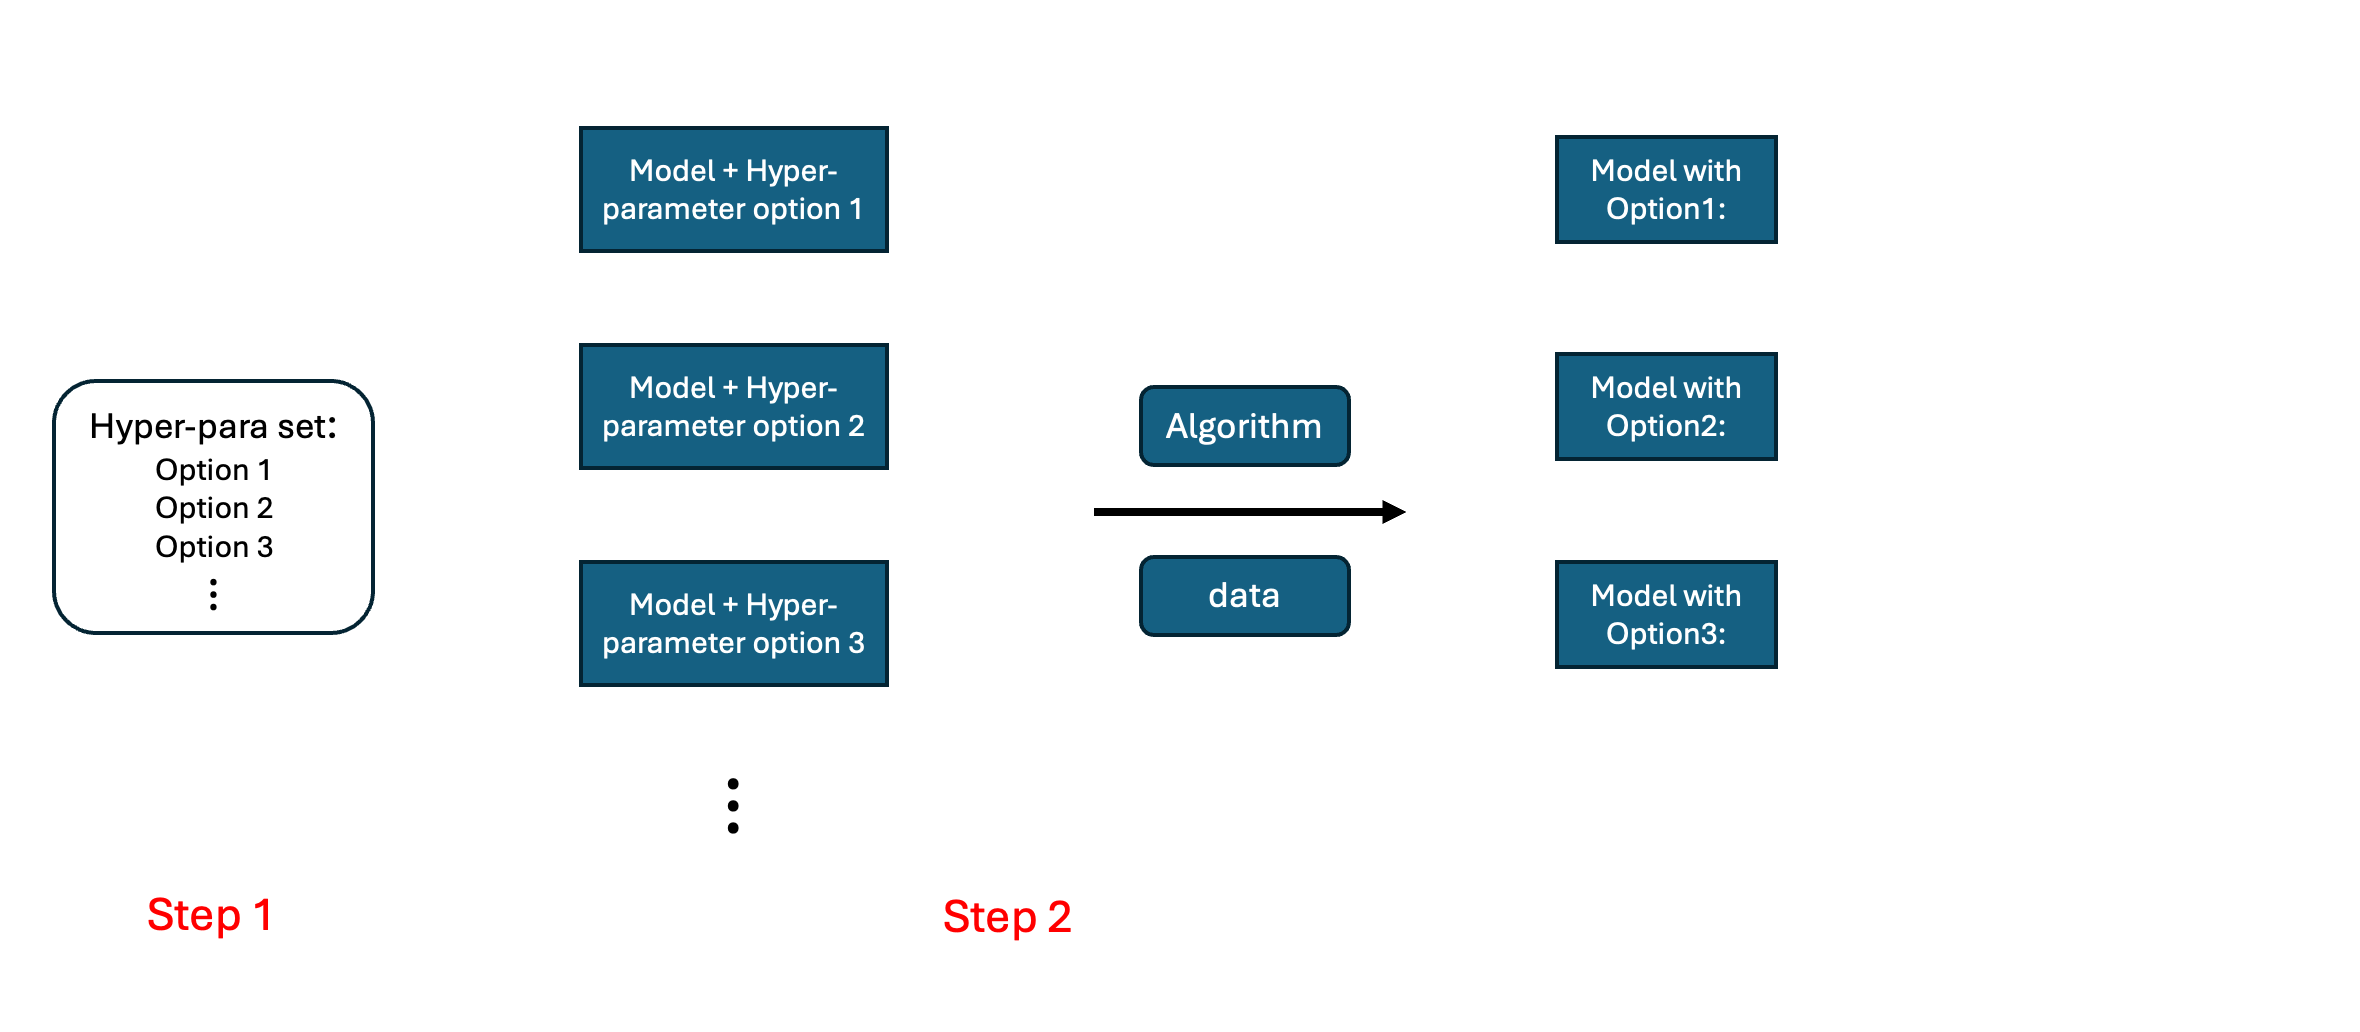 Hyper-para set:
Option 1
Option 2
Option 3
⋮
Model + Hyper-
parameter option 1
Model + Hyper-
parameter option 2
Model + Hyper-
parameter option 3
⋮
Algorithm
data
Model with
Option1:
Model with
Option2:
Model with
Option3:
Step 1
Step 2